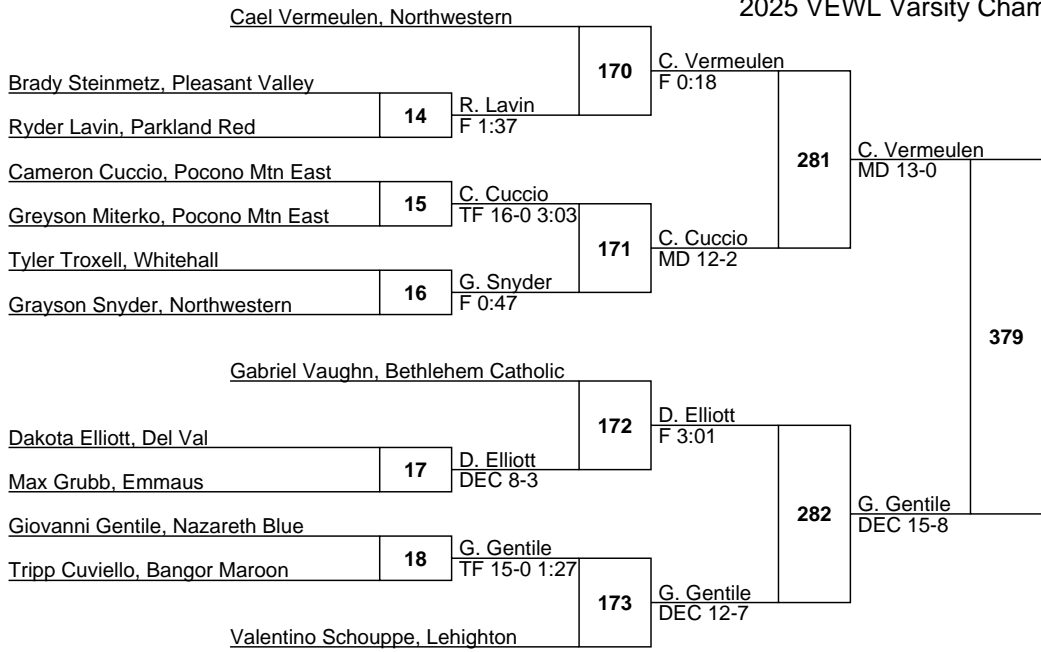 2025 VEWL Varsity Cham
Cael Vermeulen, Northwestern
170
C. Vermeulen
F 0:18
Brady Steinmetz, Pleasant Valley
14
R. Lavin
F 1:37
Ryder Lavin, Parkland Red
281
C. Vermeulen
MD 13-0
Cameron Cuccio, Pocono Mtn East
15
C. Cuccio
TF 16-0 3:03
Greyson Miterko, Pocono Mtn East
171
C. Cuccio
MD 12-2
Tyler Troxell, Whitehall
16
G. Snyder
F 0:47
Grayson Snyder, Northwestern
379
Gabriel Vaughn, Bethlehem Catholic
172
D. Elliott
F 3:01
Dakota Elliott, Del Val
17
D. Elliott
DEC 8-3
Max Grubb, Emmaus
282
G. Gentile
DEC 15-8
Giovanni Gentile, Nazareth Blue
18
G. Gentile
TF 15-0 1:27
Tripp Cuviello, Bangor Maroon
173
G. Gentile
DEC 12-7
Valentino Schouppe, Lehighton